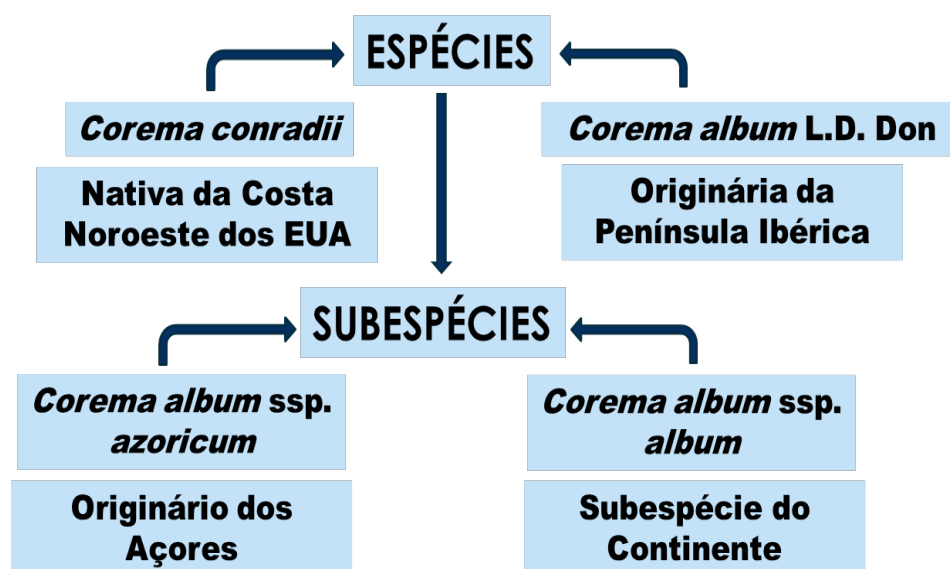 ESPÉCIES
Corema conradii
Nativa da Costa
Noroeste dos EUA
Corema album L.D. Don
Originária da
Península Ibérica
SUBESPÉCIES
Corema album ssp.
azoricum
Originário dos
Açores
Corema album ssp.
album
Subespécie do
Continente